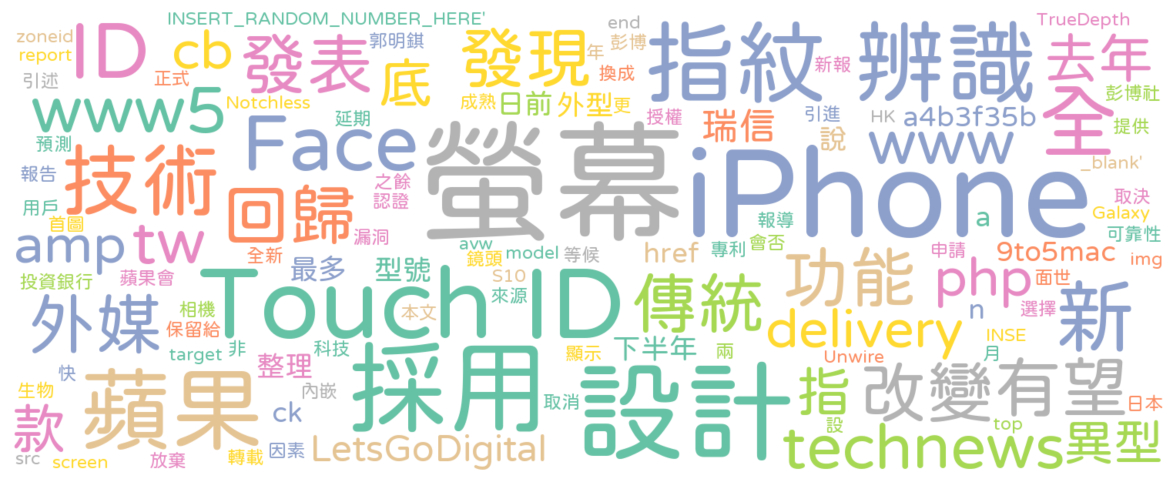 INSERT_RANDOM_NUMBER_HERE'
end
TrueDepth
zoneid
report
ID
cb
發表
郭明錤
底
發現
年
彭博
換成
指紋
新報
辨識
去年
引述
正式
www5
Notchless
延期
成熟
日前
外型
更
授權
瑞信
引進
說
HK
a4b3f35b
全
彭博社
提供
預測
Face
螢幕
www
_blank'
報告
技術
iPhone
取決
用戶
首圖
回歸
之餘
認證
報導
a
Galaxy
可靠性
amp
tw
全新
漏洞
avw
鏡頭
model
等候
href
專利
會否
申請
9to5mac
img
投資銀行
蘋果會
最多
型號
S10
來源
功能
php
面世
外媒
相機
保留給
Touch ID
本文
傳統
delivery
n
選擇
新
target
非
科技
整理
顯示
下半年
兩
INSE
月
Unwire
快
生物
蘋果
內嵌
採用
取消
設計
指
改變
有望
日本
款
ck
設
top
src
screen
放棄
轉載
因素
LetsGoDigital
technews
異型